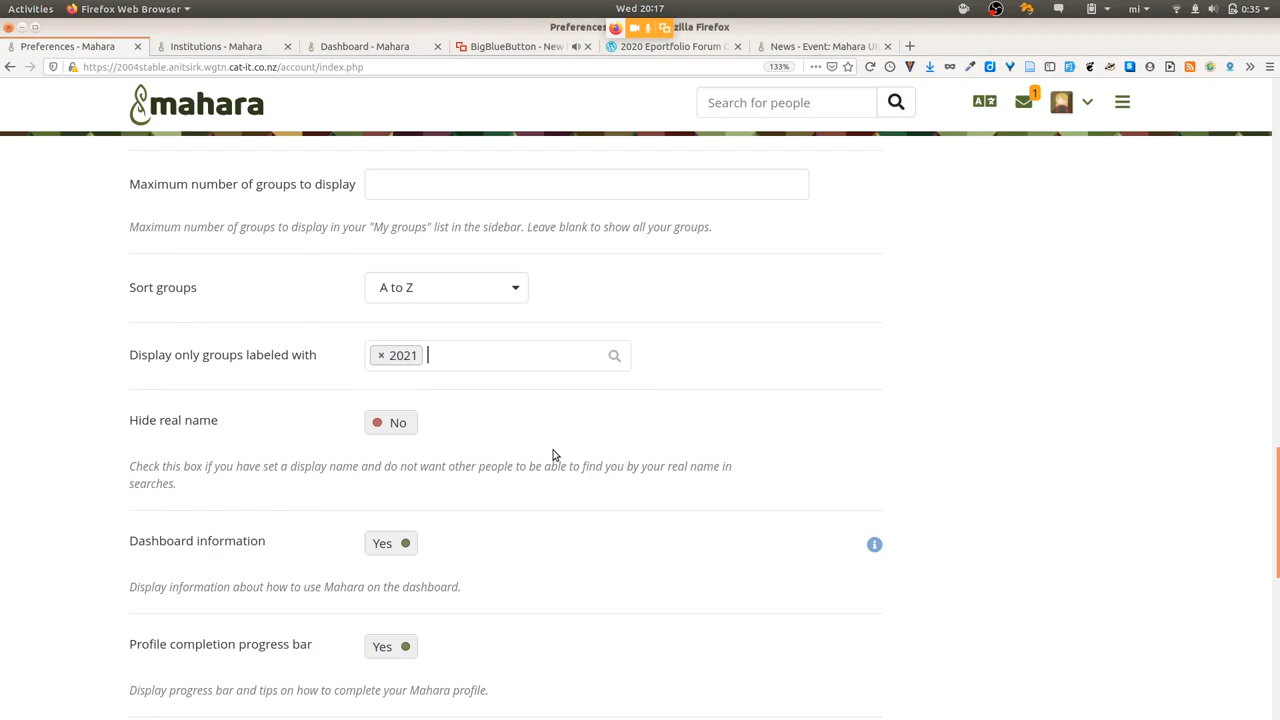 Activities Firefox Web Browser Wed 20:17 mi 0:35
Preferences zilla Firefox
Preferences - Mahara Institutions - Mahara Dashboard - Mahara BigBlueButton - New 2020 Eportfolio Forum News - Event: Mahara
https://2004stable.anitsirk.wgtn.cat-it.co.nz/account/index.php 133%
mahara Search for people 1
Maximum number of groups to display
Maximum number of groups to display in your "My groups" list in the sidebar. Leave blank to show all your groups.
Sort groups A to Z
Display only groups labeled with × 2021
Hide real name No
Check this box if you have set a display name and do not want other people to be able to find you by your real name in
searches.
Dashboard information Yes
Display information about how to use Mahara on the dashboard.
Profile completion progress bar Yes
Display progress bar and tips on how to complete your Mahara profile.